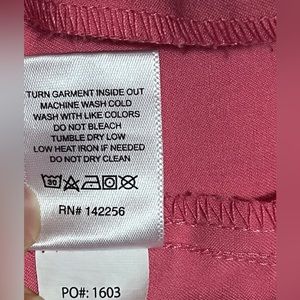 TURN GARMENT INSIDE OUT
MACHINE WASH COLD
WASH WITH LIKE COLORS
DO NOT BLEACH
TUMBLE DRY LOW
LOW HEAT IRON IF NEEDED
DO NOT DRY CLEAN
30
RN# 142256
PO#: 1603